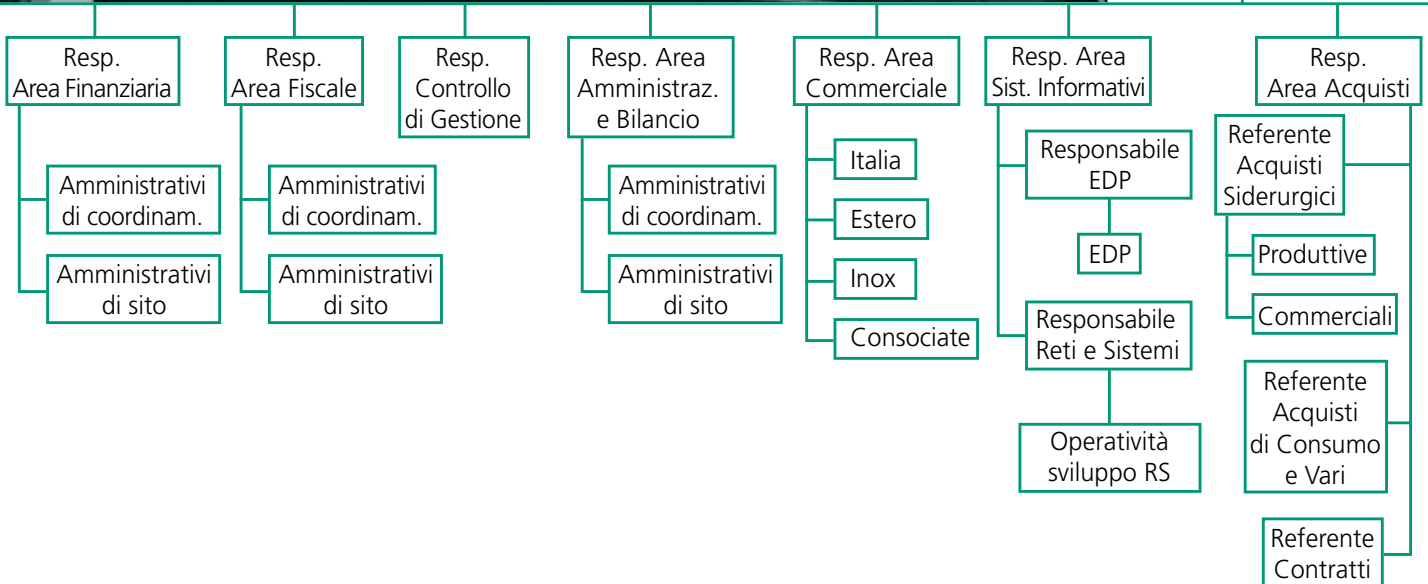 Resp.
Area Finanziaria
Amministrativi
di coordinam.
Amministrativi
di sito
Resp.
Area Fiscale
Amministrativi
di coordinam.
Amministrativi
di sito
Resp.
Controllo
di Gestione
Resp. Area
Amministraz.
e Bilancio
Amministrativi
di coordinam.
Amministrativi
di sito
Resp. Area
Commerciale
Italia
Estero
Inox
Consociate
Resp. Area
Sist. Informativi
Responsabile
EDP
EDP
Responsabile
Reti e Sistemi
Operatività
sviluppo RS
Resp.
Area Acquisti
Referente
Acquisti
Siderurgici
Produttive
Commerciali
Referente
Acquisti
di Consumo
e Vari
Referente
Contratti